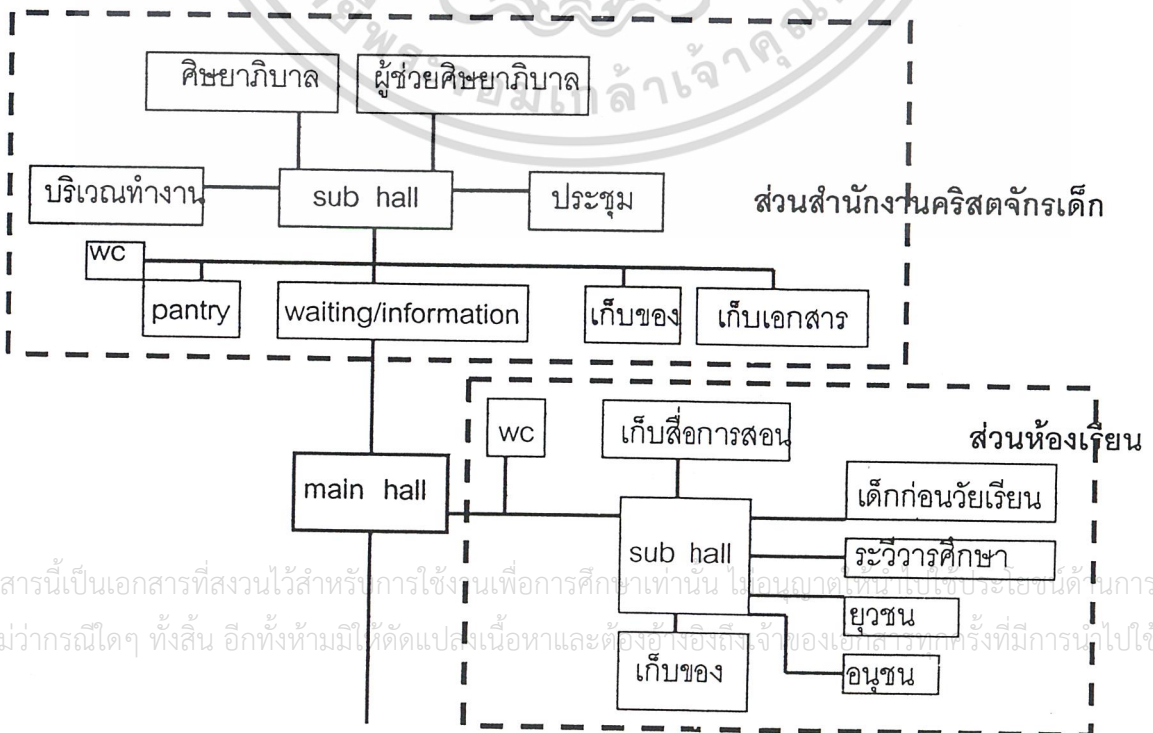 พระจอมเกล้าเจ้าคุณ
ศิษยาภิบาล
ผู้ช่วยศิษยาภิบาล
บริเวณทำงาน
sub hall
ประชุม
ส่วนสำนักงานคริสตจักรเด็ก
wc
pantry
waiting/information
เก็บของ
เก็บเอกสาร
wc
เก็บสื่อการสอน
ส่วนห้องเรียน
main hall
เด็กก่อนวัยเรียน
sub hall
ระวีวารศึกษา
สารนี้เป็นเอกสารที่สงวนไว้สำหรับการใช้งานเพื่อการศึกษาเท่านั้น ไม่อนุญาตให้นำไปใช้ประโยชน์ด้านการ
ยุวชน
ม่ว่ากรณีใดๆ ทั้งสิ้น อีกทั้งห้ามมิให้ดัดแปลงเนื้อหาและต้องอ้างอิงถึงเจ้าของเอกสารทุกครั้งที่มีการนำไปใช้
เก็บของ
อนุชน